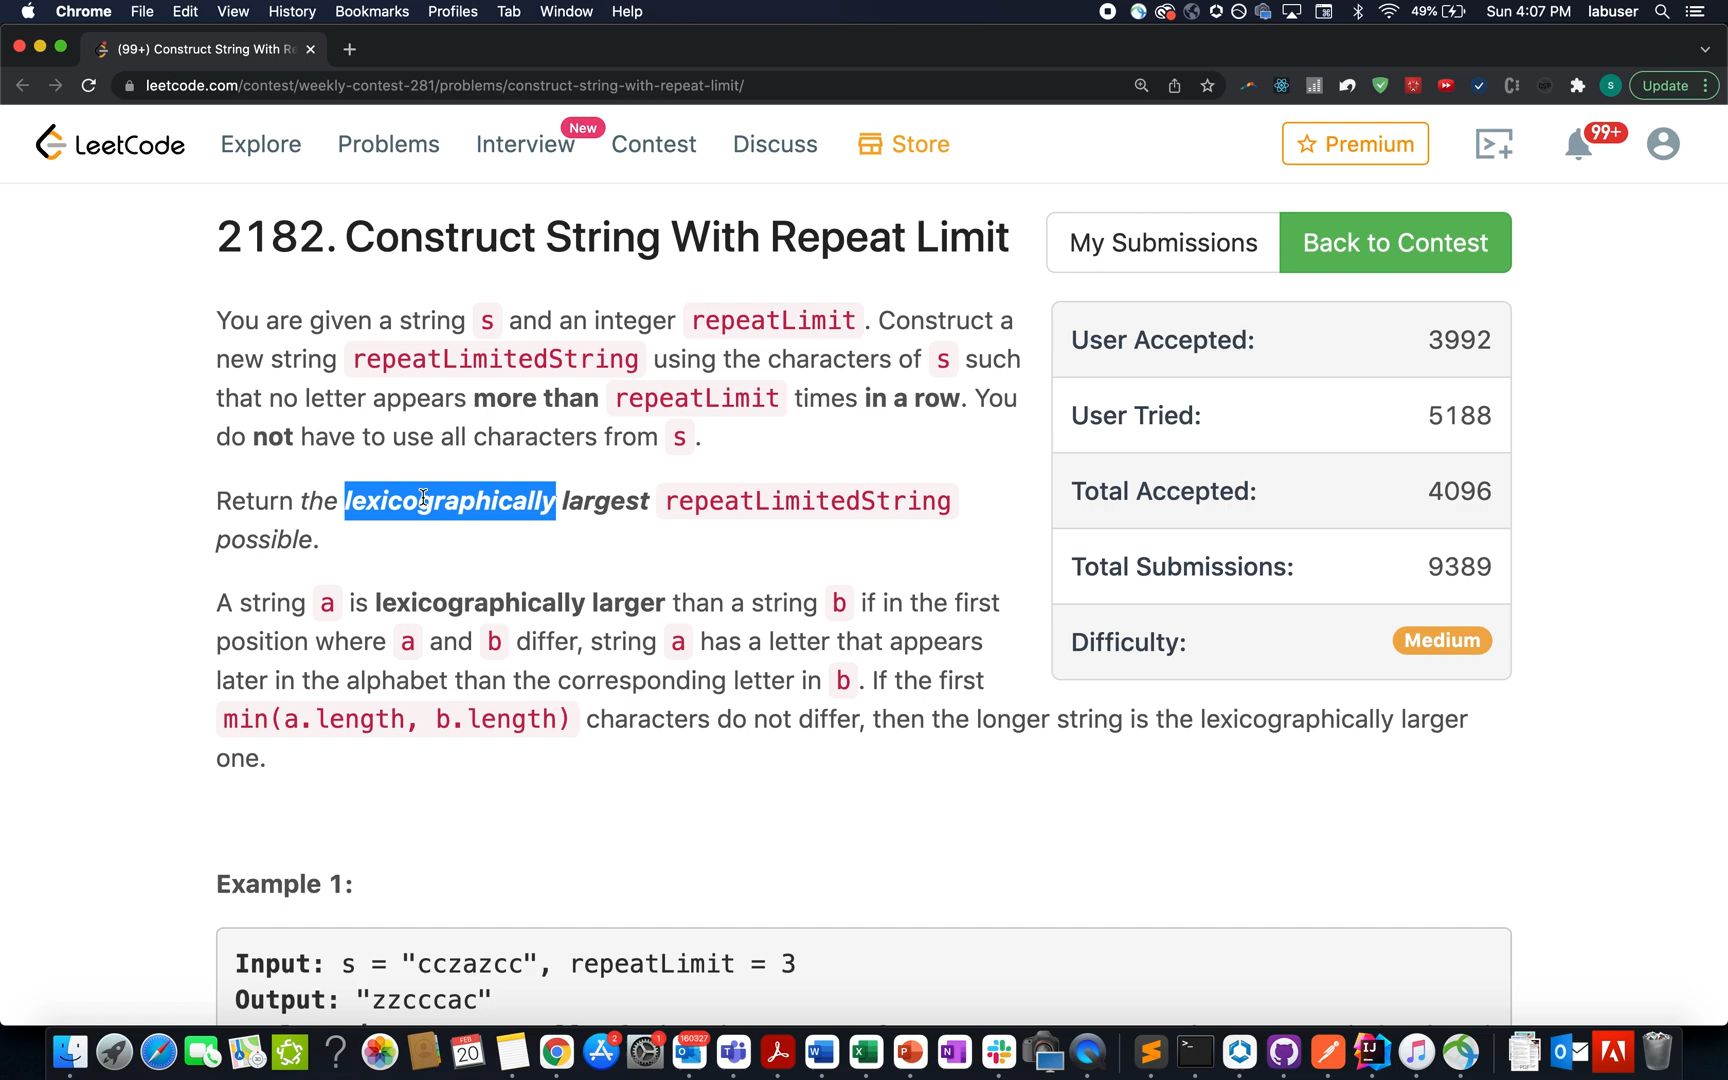 Chrome File Edit View History Bookmarks Profiles Tab Window Help 49% Sun 4:07 PM labuser
(99+) Construct String With Re
leetcode.com/contest/weekly-contest-281/problems/construct-string-with-repeat-limit/ S Update
LeetCode Explore Problems Interview New Contest Discuss Store Premium 99+
2182. Construct String With Repeat Limit
My Submissions Back to Contest
You are given a string s and an integer repeatLimit. Construct a
new string repeatLimitedString using the characters of s such
that no letter appears more than repeatLimit times in a row. You
do not have to use all characters from s.
Return the lexicographically largest repeatLimitedString
possible.
A string a is lexicographically larger than a string b if in the first
position where a and b differ, string a has a letter that appears
later in the alphabet than the corresponding letter in b. If the first
min(a.length, b.length) characters do not differ, then the longer string is the lexicographically larger
one.
User Accepted: 3992
User Tried: 5188
Total Accepted: 4096
Total Submissions: 9389
Difficulty: Medium
Example 1:
Input: s = "cczazcc", repeatLimit = 3
Output: "zzcccac"
FEB
20
2
1
160327